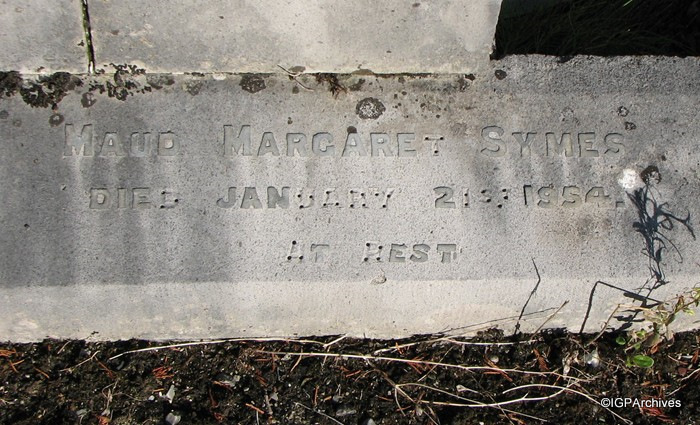 MAUD MARGARET SYMES
DIED JANUARY 21ST 1954.
AT REST
©IGPArchives